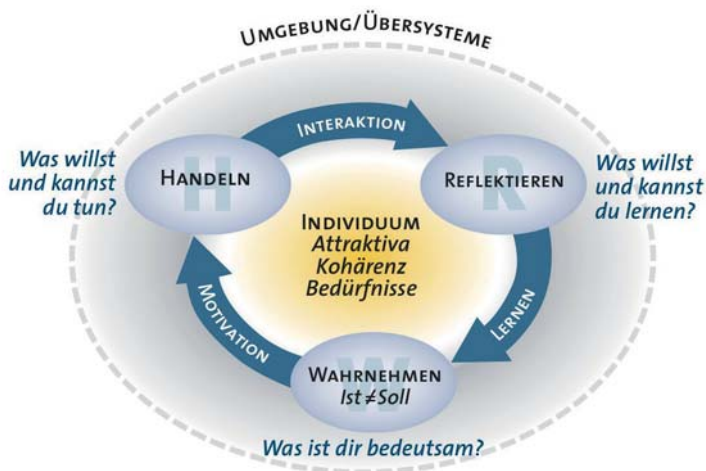 UMGEBUNG/ÜBERSYSTEME
INTERAKTION
Was willst
und kannst
du tun?
H
HANDELN
R
REFLEKTIEREN
Was willst
und kannst
du lernen?
INDIVIDUUM
Attraktiva
Kohärenz
Bedürfnisse
MOTIVATION
LERNEN
W
WAHRNEHMEN
Ist ≠ Soll
Was ist dir bedeutsam?